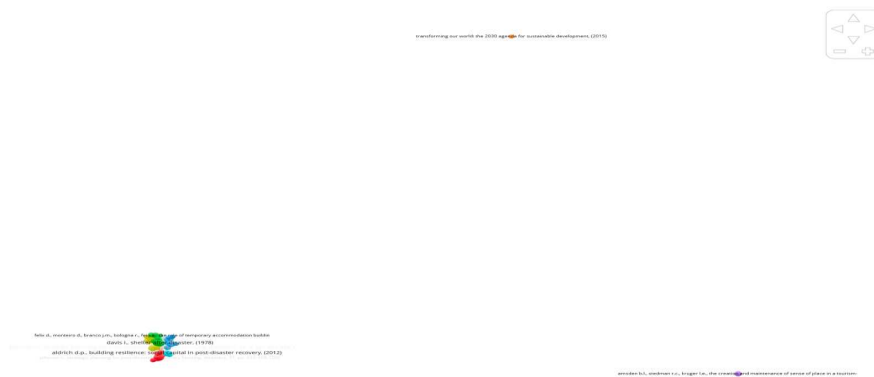 transforming our world: the 2030 agenda for sustainable development. (2015)
felix d., monteiro d., branco j.m., bologna r., feio a., the role of temporary accommodation buildin
davis i., shelter after disaster. (1978)
aldrich d.p., building resilience: social capital in post-disaster recovery. (2012)
amsden b.l., stedman r.c., kruger l.e., the creation and maintenance of sense of place in a tourism-